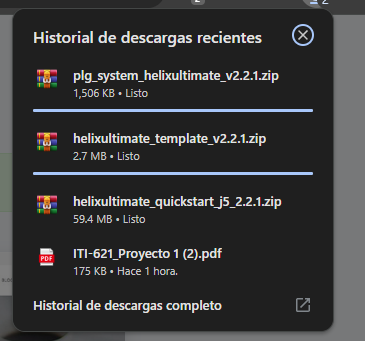 2
Historial de descargas recientes
plg_system_helixultimate_v2.2.1.zip
1,506 KB • Listo
helixultimate_template_v2.2.1.zip
2.7 MB • Listo
helixultimate_quickstart_j5_2.2.1.zip
59.4 MB • Listo
PDF
ITI-621_Proyecto 1 (2).pdf
175 KB • Hace 1 hora.
Historial de descargas completo